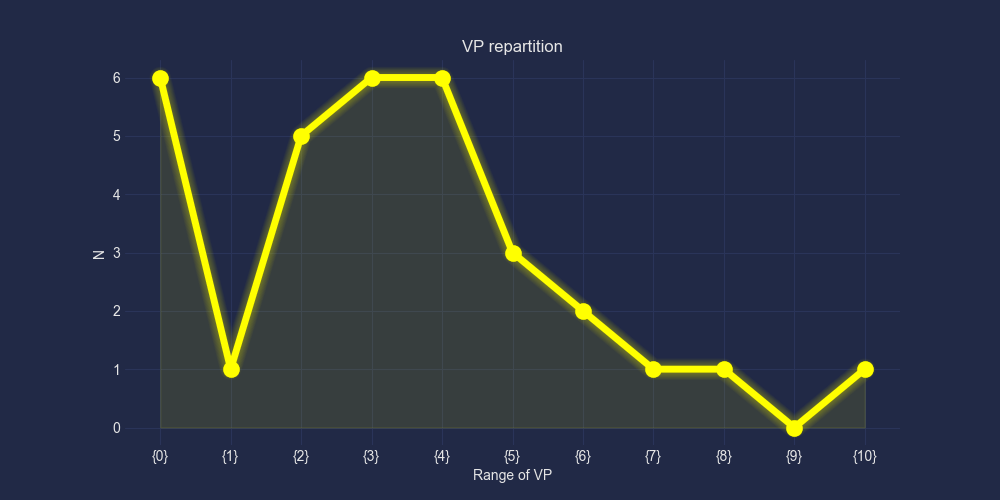 VP repartition
6
5
4
3
2
1
0
N
{0} {1} {2} {3} {4} {5} {6} {7} {8} {9} {10}
Range of VP